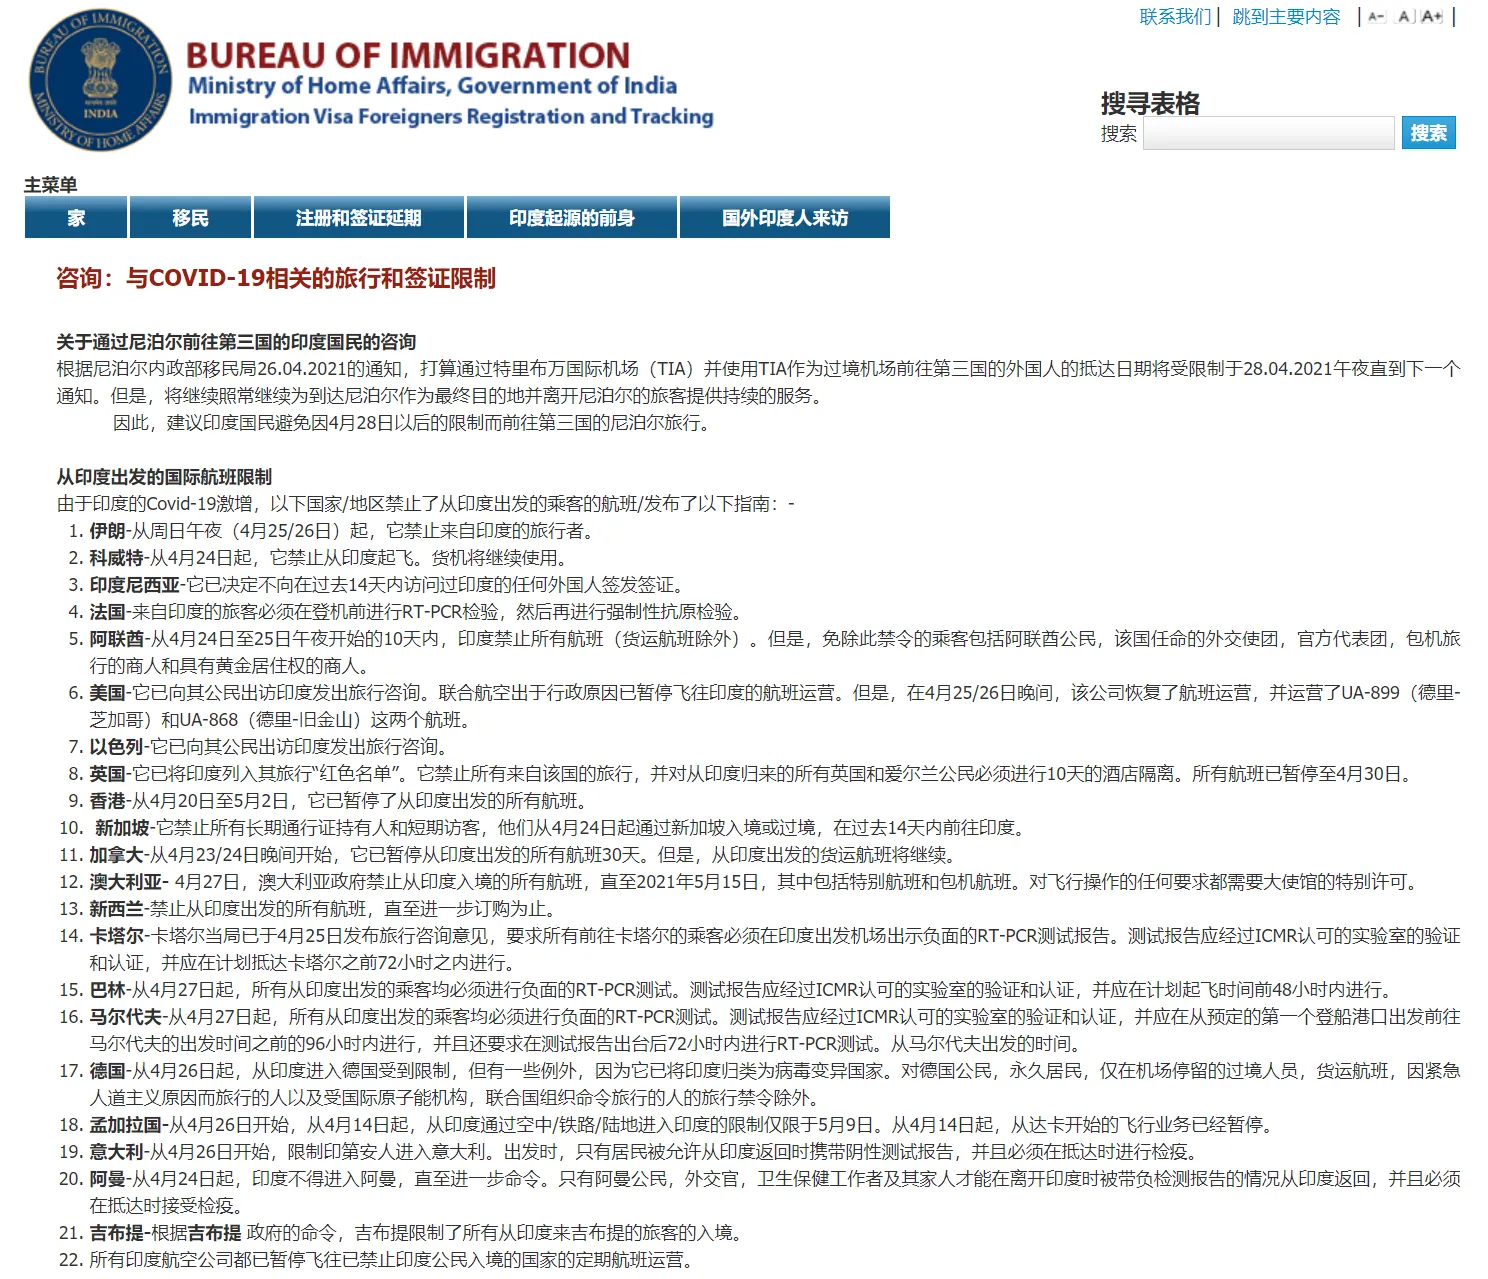 联系我们 | 跳到主要内容 | A- A A+ |
BUREAU OF IMMIGRATION
MINISTRY OF HOME AFFAIRS
INDIA
BUREAU OF IMMIGRATION
Ministry of Home Affairs, Government of India
Immigration Visa Foreigners Registration and Tracking
搜寻表格
搜索 搜索
主菜单
家 移民 注册和签证延期 印度起源的前身 国外印度人来访
咨询：与COVID-19相关的旅行和签证限制
关于通过尼泊尔前往第三国的印度国民的咨询
根据尼泊尔内政部移民局26.04.2021的通知，打算通过特里布万国际机场（TIA）并使用TIA作为过境机场前往第三国的外国人的抵达日期将受限制于28.04.2021午夜直到下一个
通知。但是，将继续照常继续为到达尼泊尔作为最终目的地并离开尼泊尔的旅客提供持续的服务。
因此，建议印度国民避免因4月28日以后的限制而前往第三国的尼泊尔旅行。
从印度出发的国际航班限制
由于印度的Covid-19激增，以下国家/地区禁止了从印度出发的乘客的航班/发布了以下指南：-
1. 伊朗-从周日午夜（4月25/26日）起，它禁止来自印度的旅行者。
2. 科威特-从4月24日起，它禁止从印度起飞。货机将继续使用。
3. 印度尼西亚-它已决定不向在过去14天内访问过印度的任何外国人签发签证。
4. 法国-来自印度的旅客必须在登机前进行RT-PCR检验，然后再进行强制性抗原检验。
5. 阿联酋-从4月24日至25日午夜开始的10天内，印度禁止所有航班（货运航班除外）。但是，免除此禁令的乘客包括阿联酋公民，该国任命的外交使团，官方代表团，包机旅
行的商人和具有黄金居住权的商人。
6. 美国-它已向其公民出访印度发出旅行咨询。联合航空出于行政原因已暂停飞往印度的航班运营。但是，在4月25/26日晚间，该公司恢复了航班运营，并运营了UA-899（德里-
芝加哥）和UA-868（德里-旧金山）这两个航班。
7. 以色列-它已向其公民出访印度发出旅行咨询。
8. 英国-它已将印度列入其旅行“红色名单”。它禁止所有来自该国的旅行，并对从印度归来的所有英国和爱尔兰公民必须进行10天的酒店隔离。所有航班已暂停至4月30日。
9. 香港-从4月20日至5月2日，它已暂停了从印度出发的所有航班。
10. 新加坡-它禁止所有长期通行证持有人和短期访客，他们从4月24日起通过新加坡入境或过境，在过去14天内前往印度。
11. 加拿大-从4月23/24日晚间开始，它已暂停从印度出发的所有航班30天。但是，从印度出发的货运航班将继续。
12. 澳大利亚- 4月27日，澳大利亚政府禁止从印度入境的所有航班，直至2021年5月15日，其中包括特别航班和包机航班。对飞行操作的任何要求都需要大使馆的特别许可。
13. 新西兰-禁止从印度出发的所有航班，直至进一步订购为止。
14. 卡塔尔-卡塔尔当局已于4月25日发布旅行咨询意见，要求所有前往卡塔尔的乘客必须在印度出发机场出示负面的RT-PCR测试报告。测试报告应经过ICMR认可的实验室的验证
和认证，并应在计划抵达卡塔尔之前72小时之内进行。
15. 巴林-从4月27日起，所有从印度出发的乘客均必须进行负面的RT-PCR测试。测试报告应经过ICMR认可的实验室的验证和认证，并应在计划起飞时间前48小时内进行。
16. 马尔代夫-从4月27日起，所有从印度出发的乘客均必须进行负面的RT-PCR测试。测试报告应经过ICMR认可的实验室的验证和认证，并应在从预定的第一个登船港口出发前往
马尔代夫的出发时间之前的96小时内进行，并且还要求在测试报告出台后72小时内进行RT-PCR测试。从马尔代夫出发的时间。
17. 德国-从4月26日起，从印度进入德国受到限制，但有一些例外，因为它已将印度归类为病毒变异国家。对德国公民，永久居民，仅在机场停留的过境人员，货运航班，因紧急
人道主义原因而旅行的人以及受国际原子能机构，联合国组织命令旅行的人的旅行禁令除外。
18. 孟加拉国-从4月26日开始，从4月14日起，从印度通过空中/铁路/陆地进入印度的限制仅限于5月9日。从4月14日起，从达卡开始的飞行业务已经暂停。
19. 意大利-从4月26日开始，限制印第安人进入意大利。出发时，只有居民被允许从印度返回时携带阴性测试报告，并且必须在抵达时进行检疫。
20. 阿曼-从4月24日起，印度不得进入阿曼，直至进一步命令。只有阿曼公民，外交官，卫生保健工作者及其家人才能在离开印度时被带负检测报告的情况从印度返回，并且必须
在抵达时接受检疫。
21. 吉布提-根据吉布提 政府的命令，吉布提限制了所有从印度来吉布提的旅客的入境。
22. 所有印度航空公司都已暂停飞往已禁止印度公民入境的国家的定期航班运营。